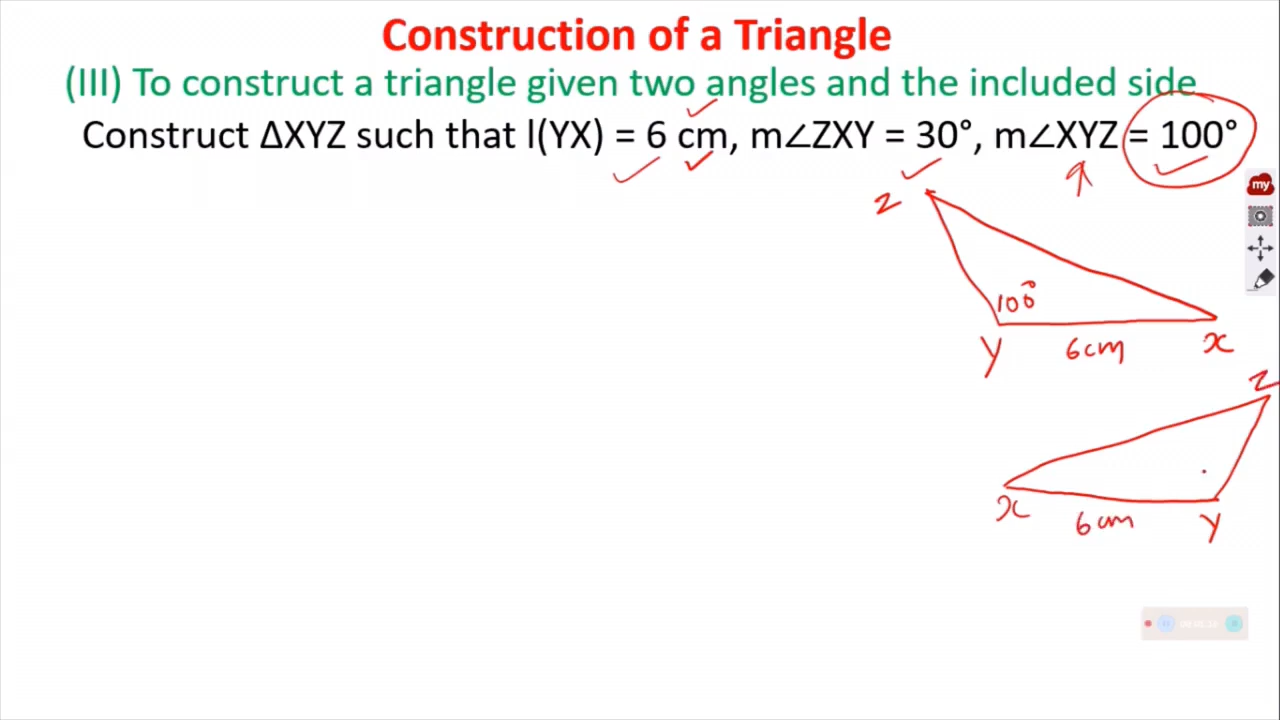 Construction of a Triangle
(III) To construct a triangle given two angles and the included side
Construct ΔXYZ such that l(YX) = 6 cm, m∠ZXY = 30°, m∠XYZ = 100°
my
Z
100°
Y 6cm X
Z
X 6cm Y